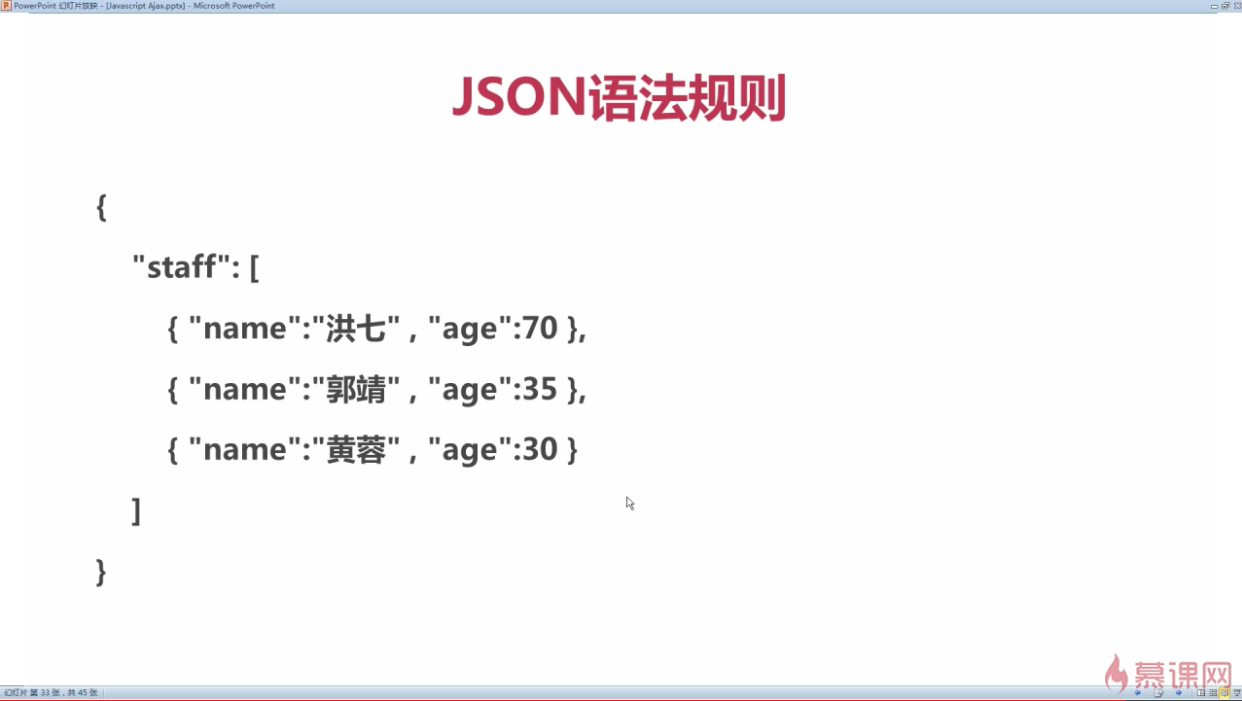 PowerPoint 幻灯片放映 - [Javascript Ajax.pptx] - Microsoft PowerPoint
JSON语法规则
{
"staff": [
{ "name":"洪七" , "age":70 },
{ "name":"郭靖" , "age":35 },
{ "name":"黄蓉" , "age":30 }
]
}
慕课网
幻灯片 第 33 张，共 45 张